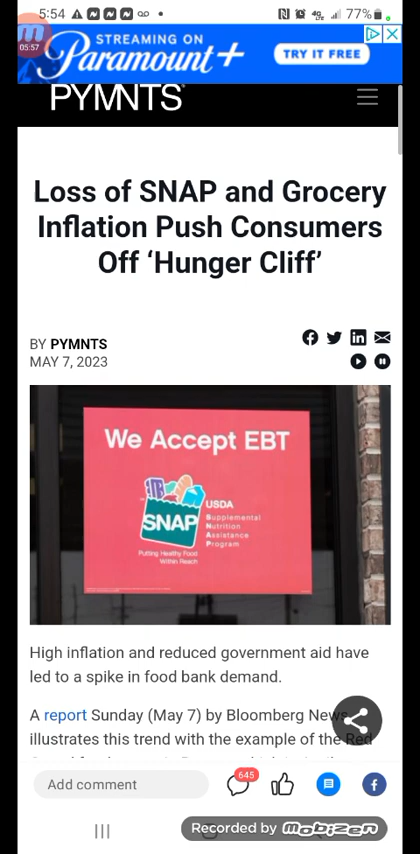 5:54
77%
05:57
STREAMING ON
Paramount+
TRY IT FREE
PYMNTS
Loss of SNAP and Grocery
Inflation Push Consumers
Off ‘Hunger Cliff’
BY PYMNTS
MAY 7, 2023
We Accept EBT
SNAP
USDA
Supplemental
Nutrition
Assistance
Program
Putting Healthy Food
Within Reach
High inflation and reduced government aid have
led to a spike in food bank demand.
A report Sunday (May 7) by Bloomberg News
illustrates this trend with the example of the Red
Add comment
645
Recorded by Mobizen